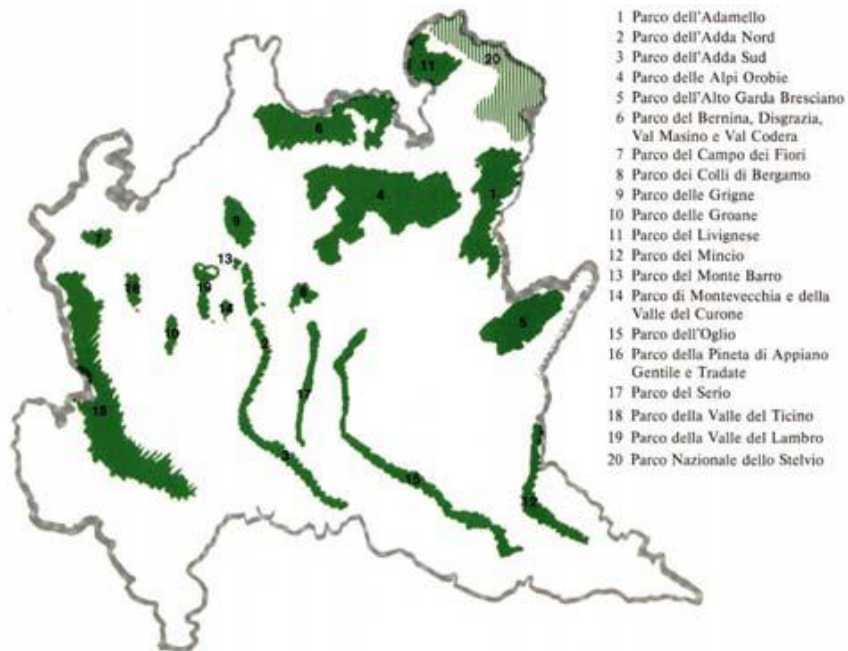 1 Parco dell'Adamello
2 Parco dell'Adda Nord
3 Parco dell'Adda Sud
4 Parco delle Alpi Orobie
5 Parco dell'Alto Garda Bresciano
6 Parco del Bernina, Disgrazia,
Val Masino e Val Codera
7 Parco del Campo dei Fiori
8 Parco dei Colli di Bergamo
9 Parco delle Grigne
10 Parco delle Groane
11 Parco del Livignese
12 Parco del Mincio
13 Parco del Monte Barro
14 Parco di Montevecchia e della
Valle del Curone
15 Parco dell'Oglio
16 Parco della Pineta di Appiano
Gentile e Tradate
17 Parco del Serio
18 Parco della Valle del Ticino
19 Parco della Valle del Lambro
20 Parco Nazionale dello Stelvio
20
11
6
4
1
9
7
13
16
19
14
8
10
5
2
17
18
3
15
12